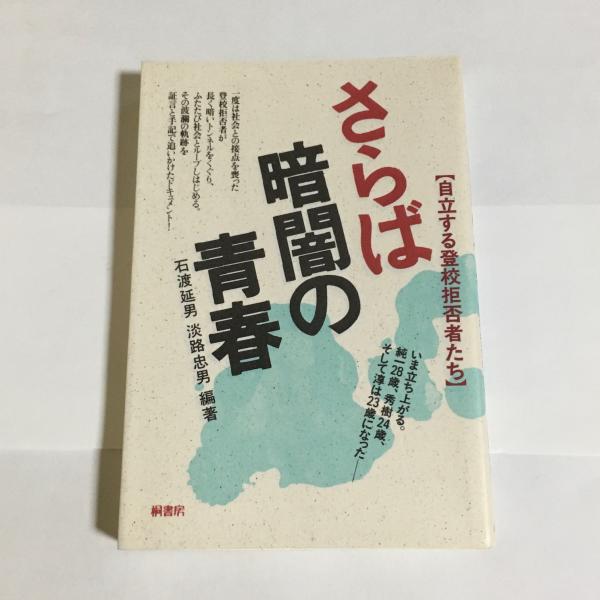 【自立する登校拒否者たち】
さらば
暗闇の
青春
いま立ち上がる。
純一28歳、秀樹24歳、
そして淳は23歳になった——
一度は社会との接点を喪った
登校拒否者が
長く暗いトンネルをくぐり、
ふたたび社会とループしはじめる。
その波瀾の軌跡を
証言と手記で追いかけたドキュメント!
石渡延男 淡路忠男 編著
桐書房